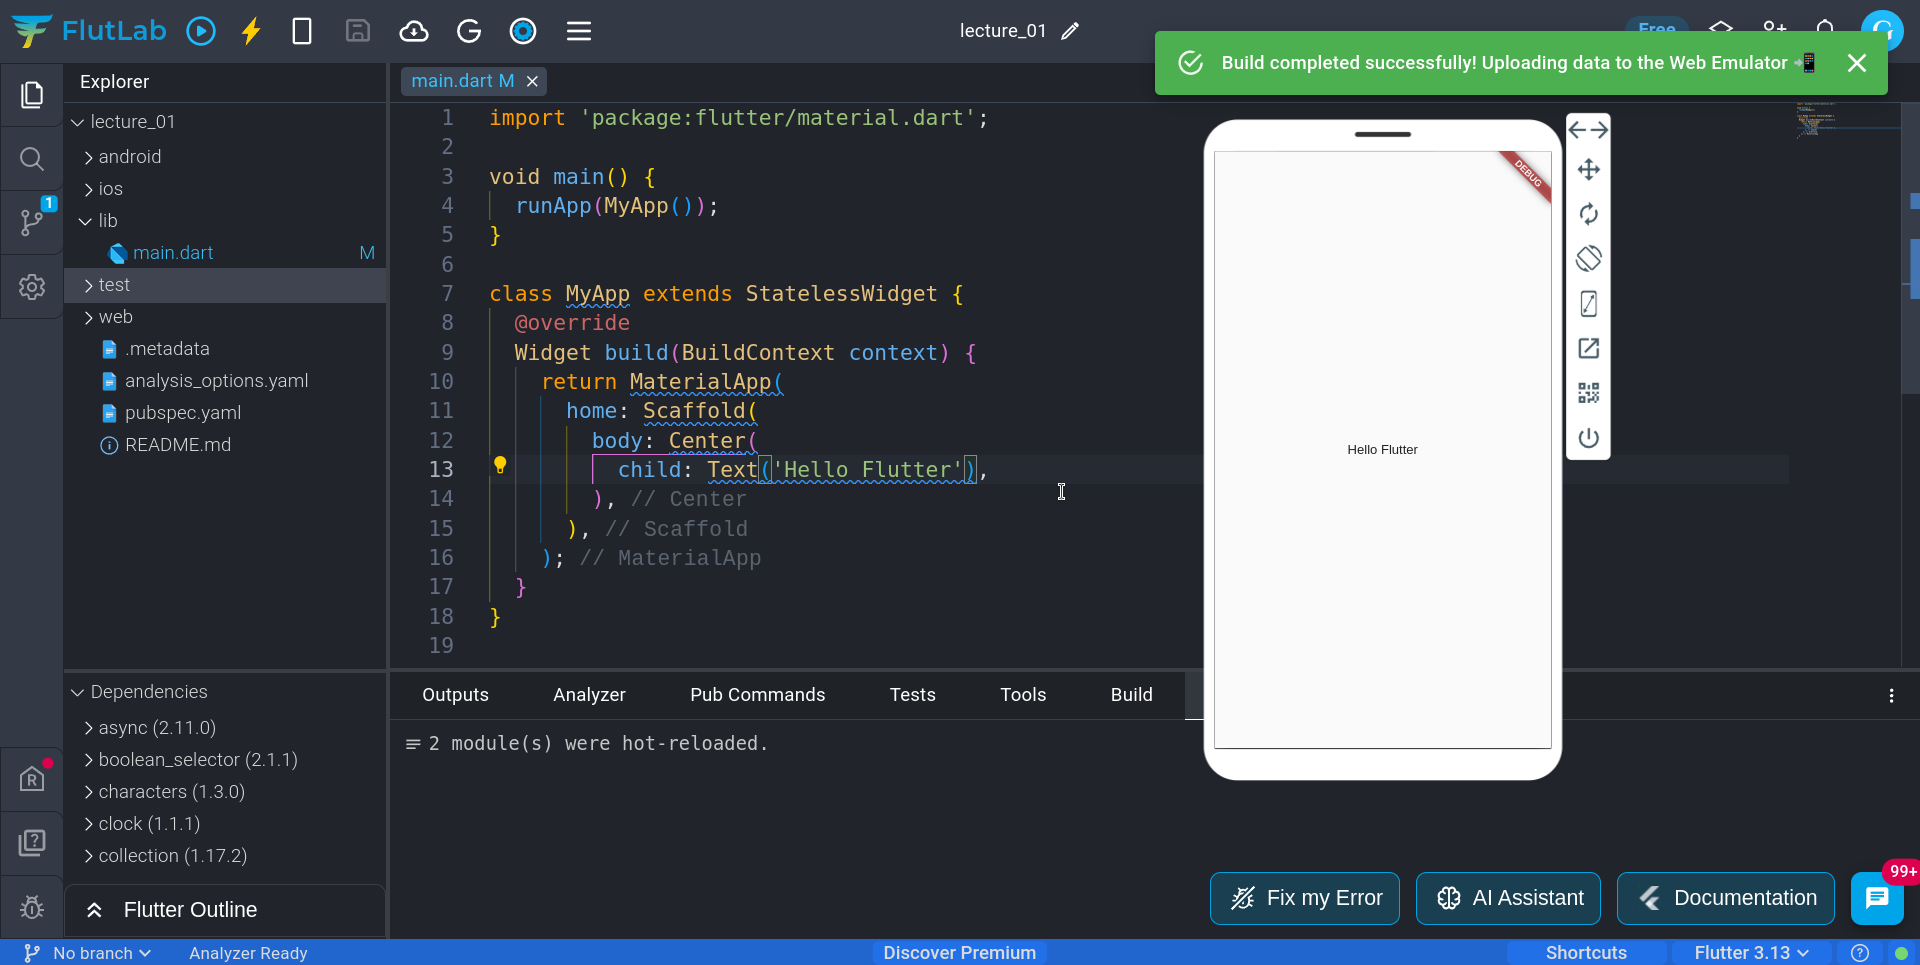 FlutLab
lecture_01
Free
G
Build completed successfully! Uploading data to the Web Emulator
Explorer
lecture_01
android
ios
lib
main.dart M
test
web
.metadata
analysis_options.yaml
pubspec.yaml
README.md
1
Dependencies
async (2.11.0)
boolean_selector (2.1.1)
characters (1.3.0)
clock (1.1.1)
collection (1.17.2)
Flutter Outline
main.dart M
1 import 'package:flutter/material.dart';
2
3 void main() {
4 runApp(MyApp());
5 }
6
7 class MyApp extends StatelessWidget {
8 @override
9 Widget build(BuildContext context) {
10 return MaterialApp(
11 home: Scaffold(
12 body: Center(
13 child: Text('Hello Flutter'),
14 ), // Center
15 ), // Scaffold
16 ); // MaterialApp
17 }
18 }
19
DEBUG
Hello Flutter
Outputs Analyzer Pub Commands Tests Tools Build
2 module(s) were hot-reloaded.
Fix my Error
AI Assistant
Documentation
99+
No branch
Analyzer Ready
Discover Premium
Shortcuts
Flutter 3.13